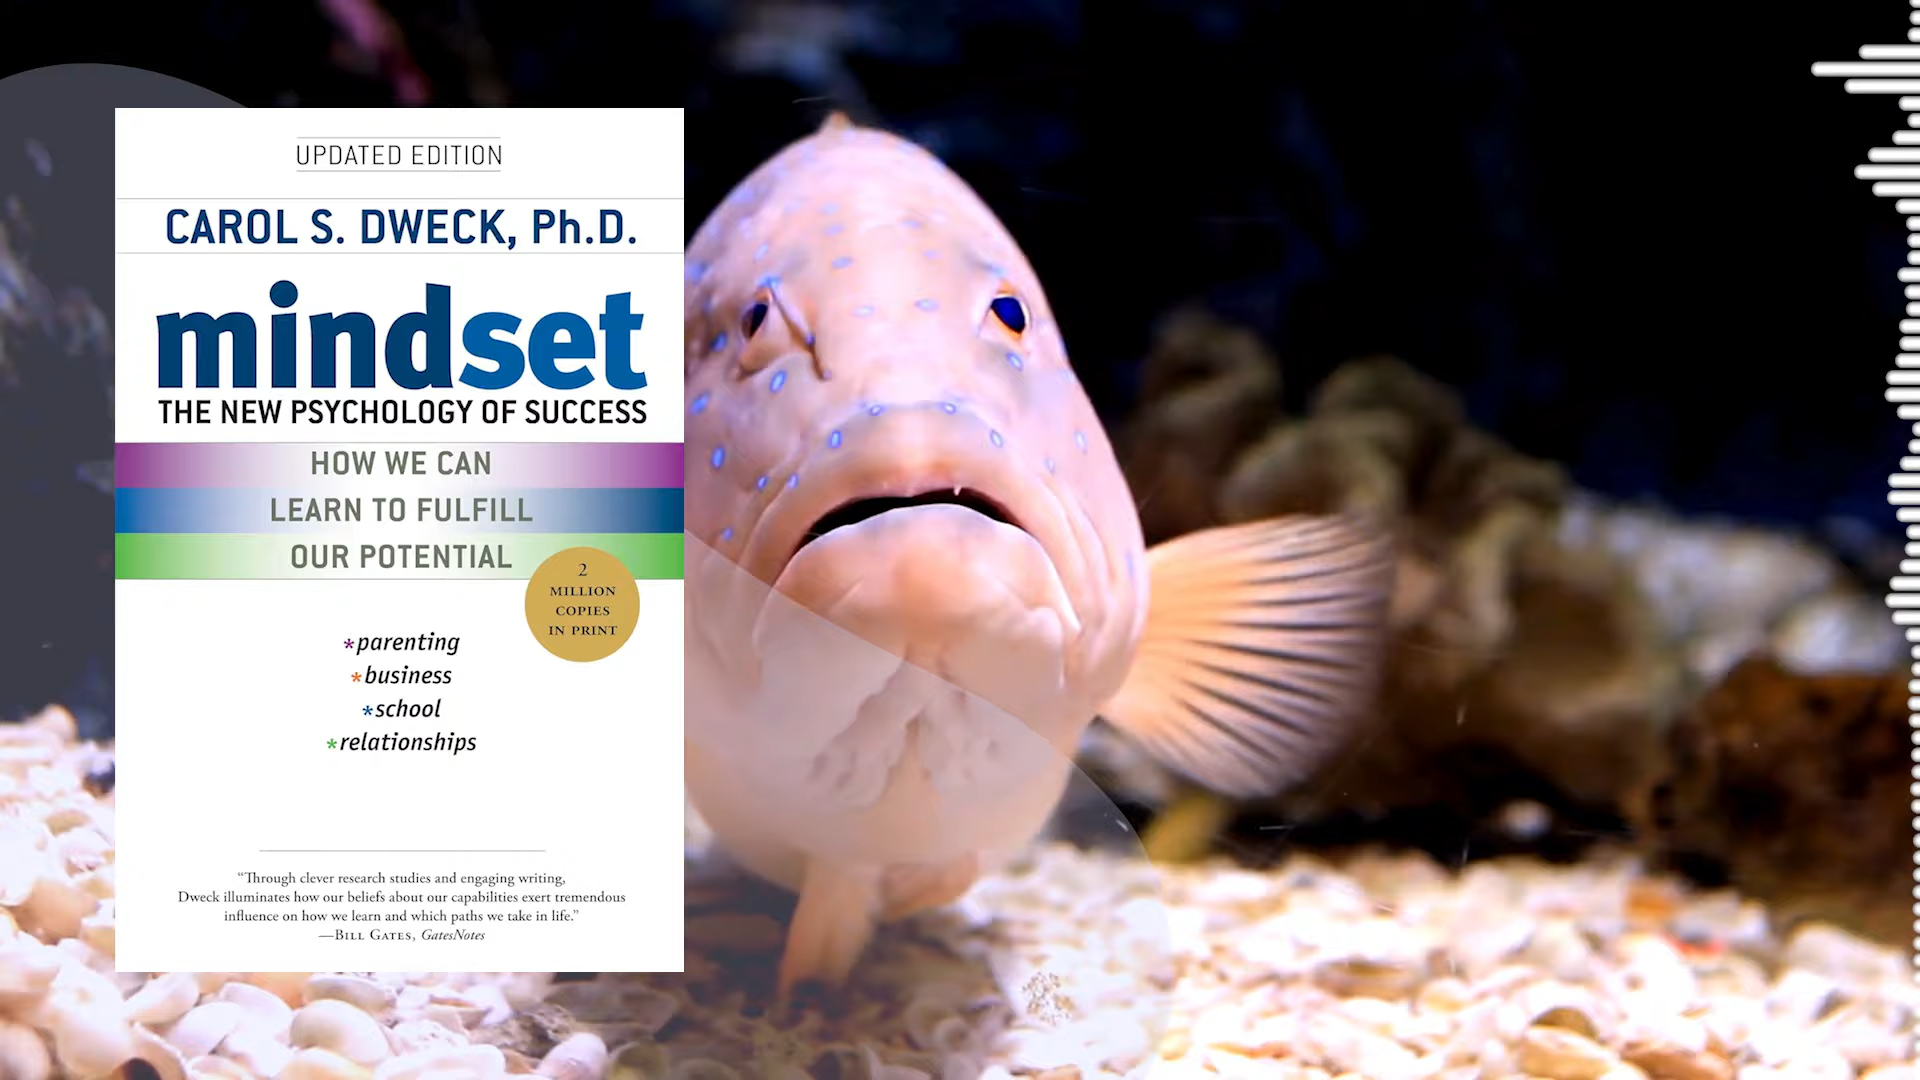 UPDATED EDITION
CAROL S. DWECK, Ph.D.
mindset
THE NEW PSYCHOLOGY OF SUCCESS
HOW WE CAN
LEARN TO FULFILL
OUR POTENTIAL
2
MILLION
COPIES
IN PRINT
*parenting
*business
*school
*relationships
“Through clever research studies and engaging writing,
Dweck illuminates how our beliefs about our capabilities exert tremendous
influence on how we learn and which paths we take in life.”
—BILL GATES, GatesNotes